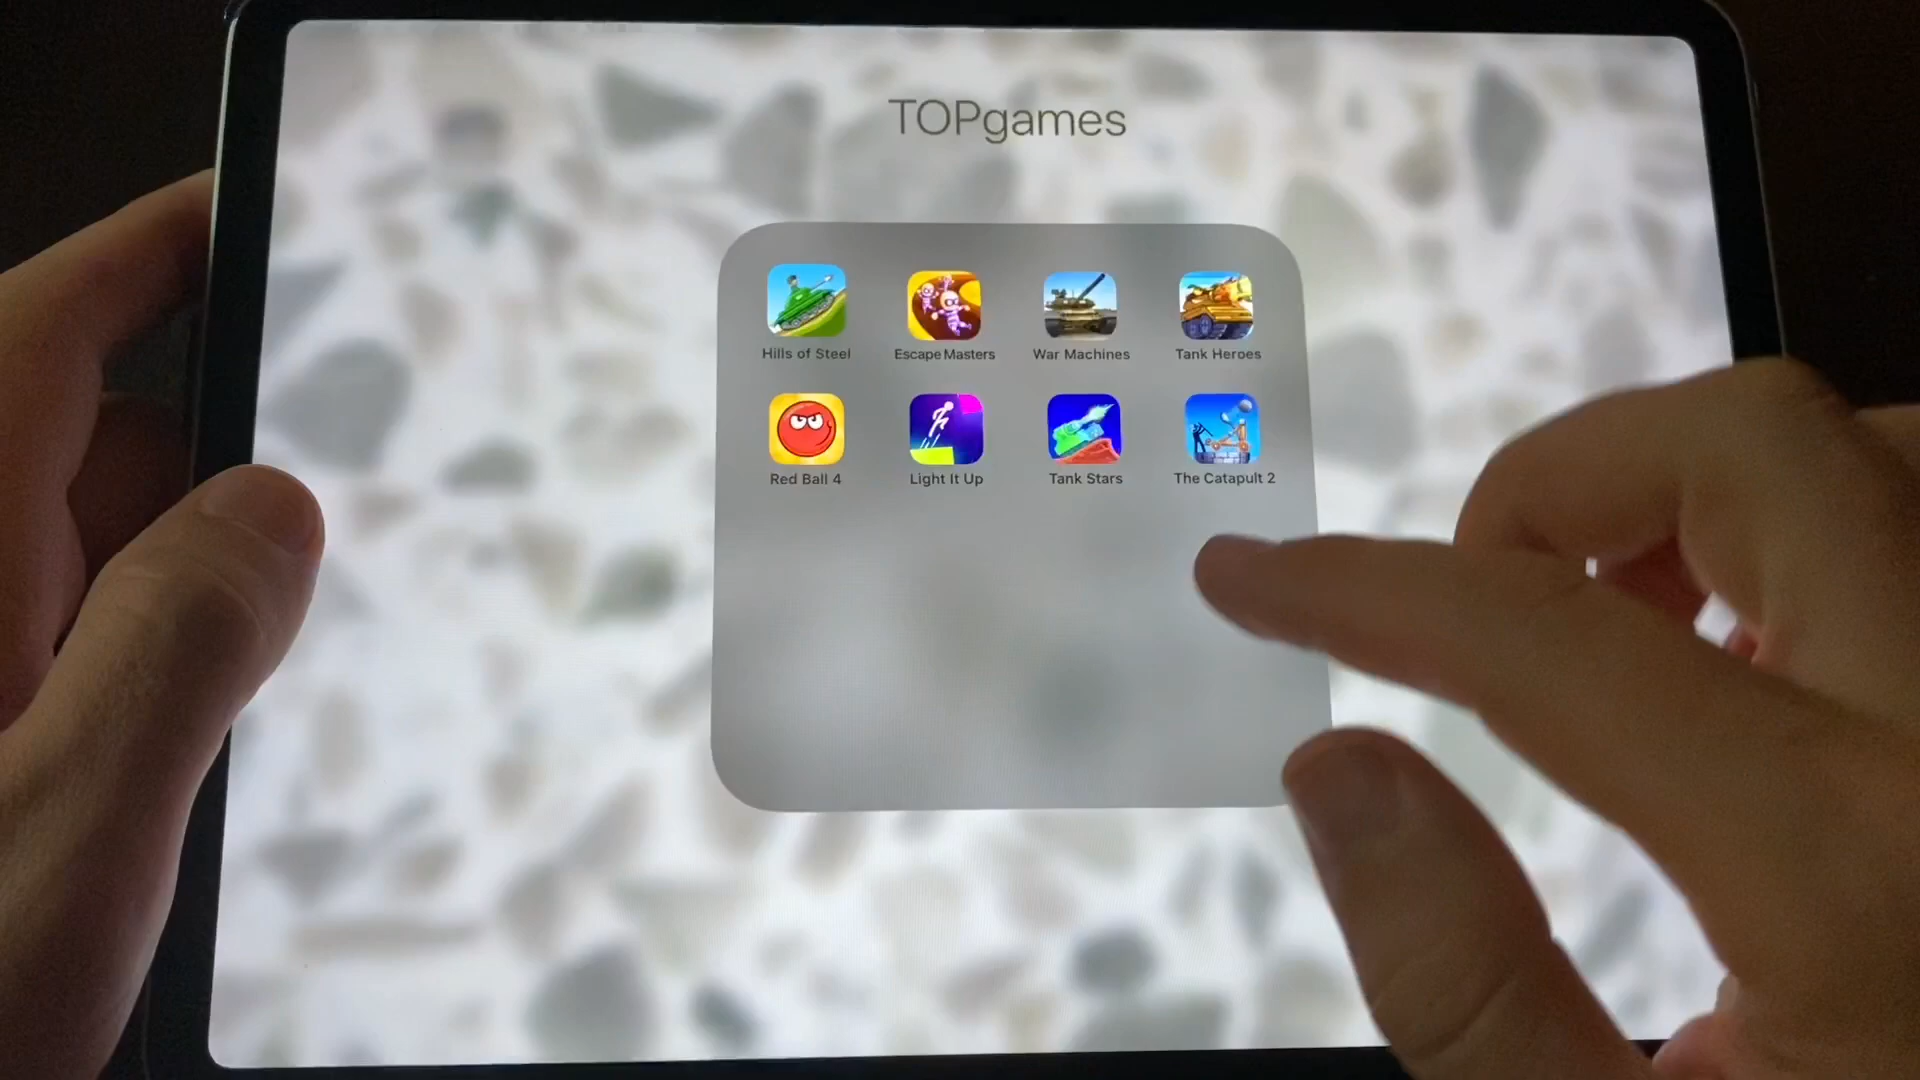 TOPgames
Hills of Steel
Escape Masters
War Machines
Tank Heroes
Red Ball 4
Light It Up
Tank Stars
The Catapult 2